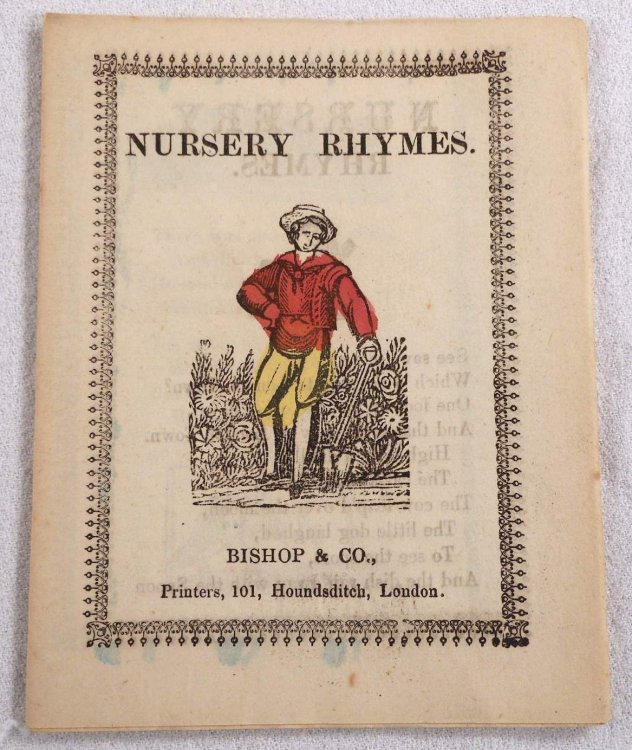 NURSERY RHYMES.
BISHOP & CO.,
Printers, 101, Houndsditch, London.